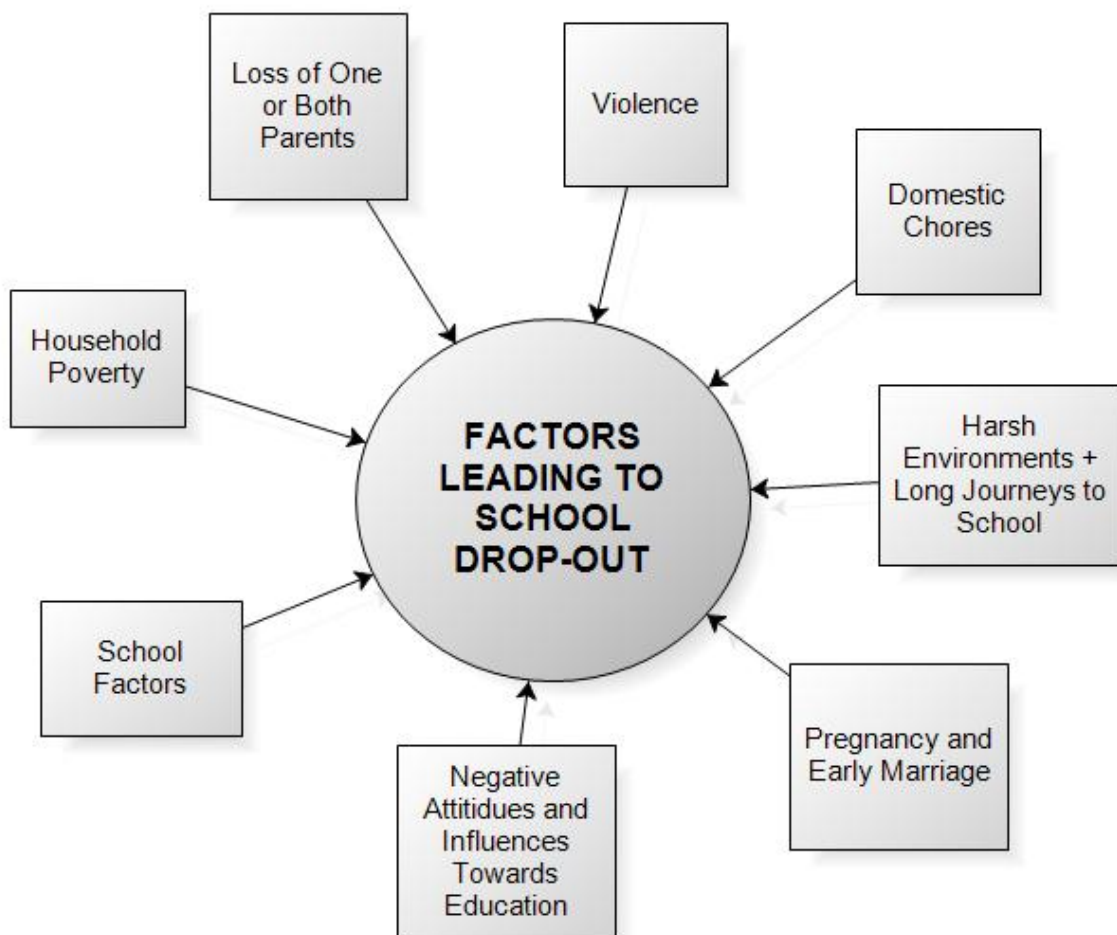 Loss of One
or Both
Parents
Violence
Domestic
Chores
Household
Poverty
FACTORS
LEADING TO
SCHOOL
DROP-OUT
Harsh
Environments +
Long Journeys to
School
School
Factors
Pregnancy and
Early Marriage
Negative
Attitidues and
Influences
Towards
Education